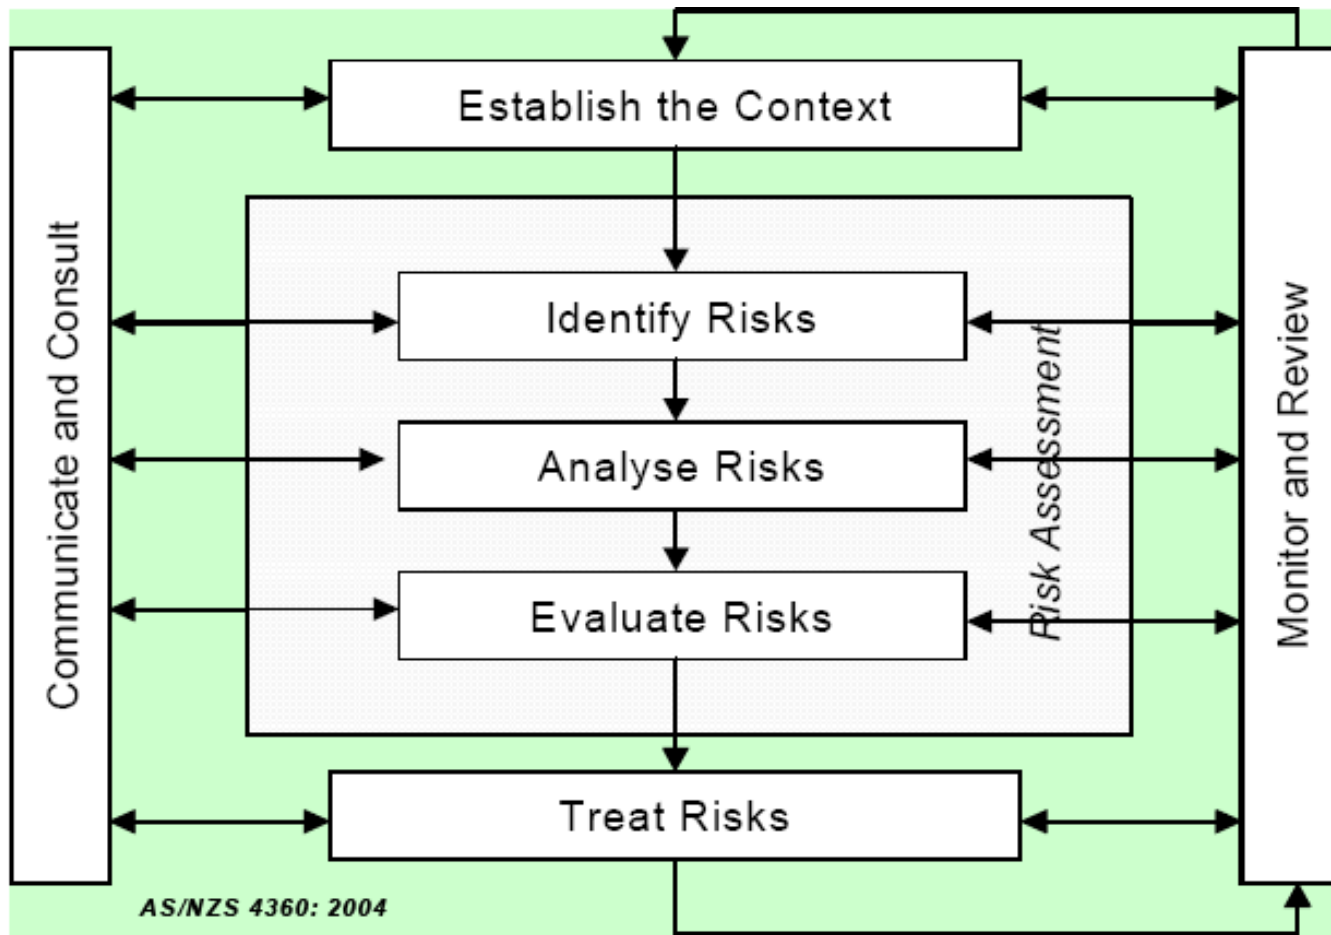 Establish the Context
Communicate and Consult
Identify Risks
Analyse Risks
Evaluate Risks
Risk Assessment
Monitor and Review
Treat Risks
AS/NZS 4360: 2004